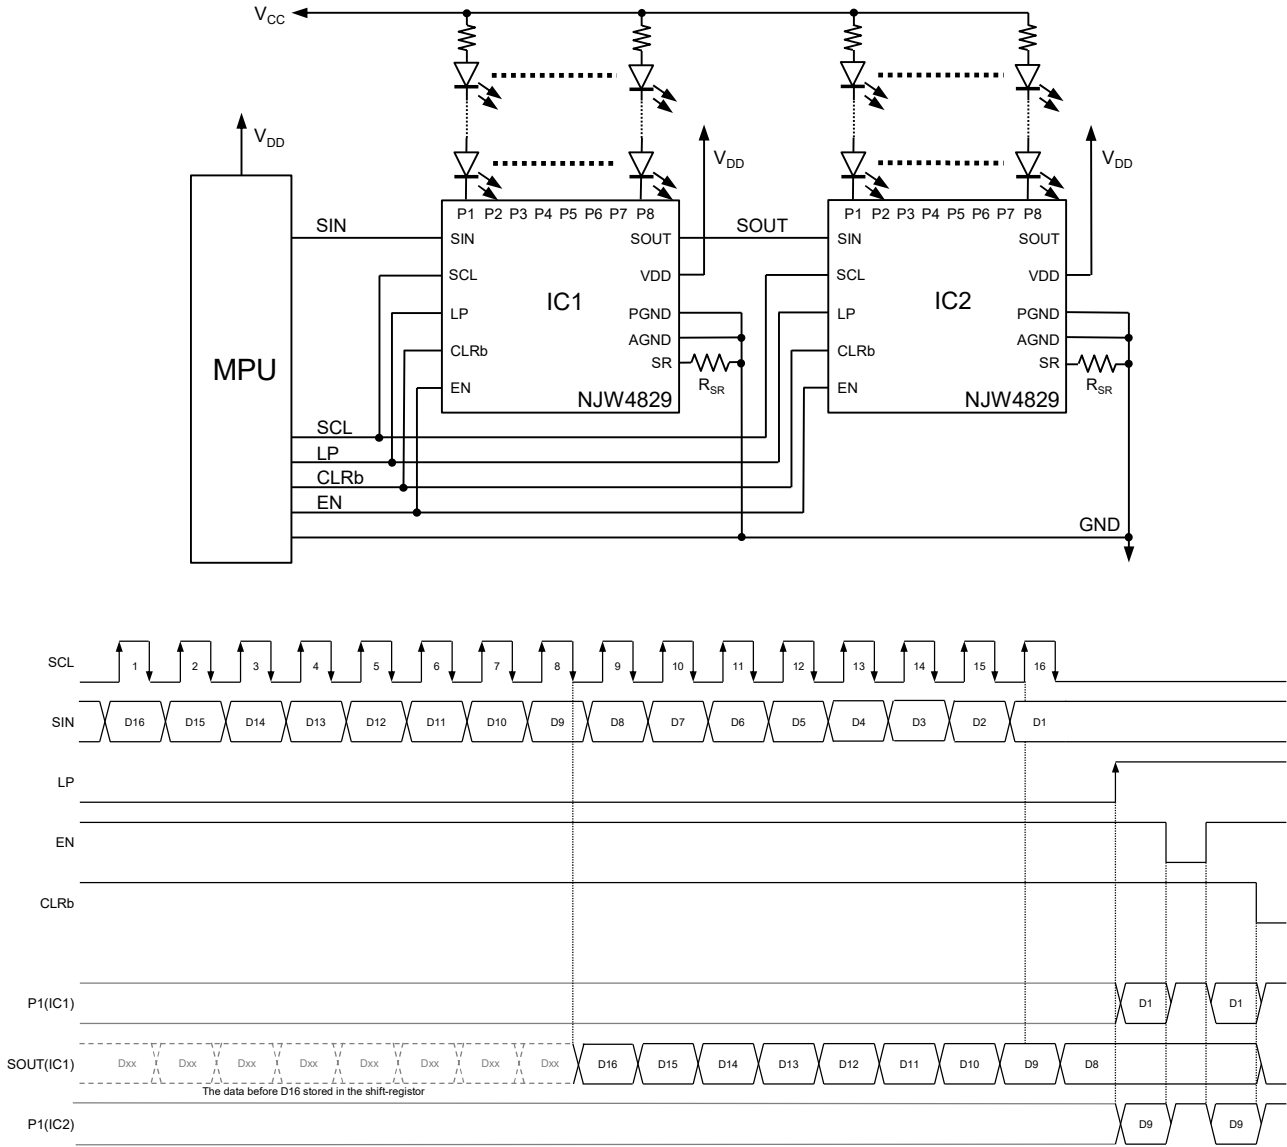 VCC
VDD
VDD
VDD
P1 P2 P3 P4 P5 P6 P7 P8
P1 P2 P3 P4 P5 P6 P7 P8
SIN
SIN
SOUT
SOUT
SIN
SOUT
SCL
VDD
SCL
VDD
IC1
IC2
LP
PGND
LP
PGND
AGND
AGND
CLRb
SR
CLRb
SR
MPU
RSR
RSR
EN
NJW4829
EN
NJW4829
SCL
LP
CLRb
EN
GND
SCL 1 2 3 4 5 6 7 8 9 10 11 12 13 14 15 16
SIN D16 D15 D14 D13 D12 D11 D10 D9 D8 D7 D6 D5 D4 D3 D2 D1
LP
EN
CLRb
P1(IC1) D1 D1
SOUT(IC1) Dxx Dxx Dxx Dxx Dxx Dxx Dxx Dxx D16 D15 D14 D13 D12 D11 D10 D9 D8
The data before D16 stored in the shift-registor
P1(IC2) D9 D9